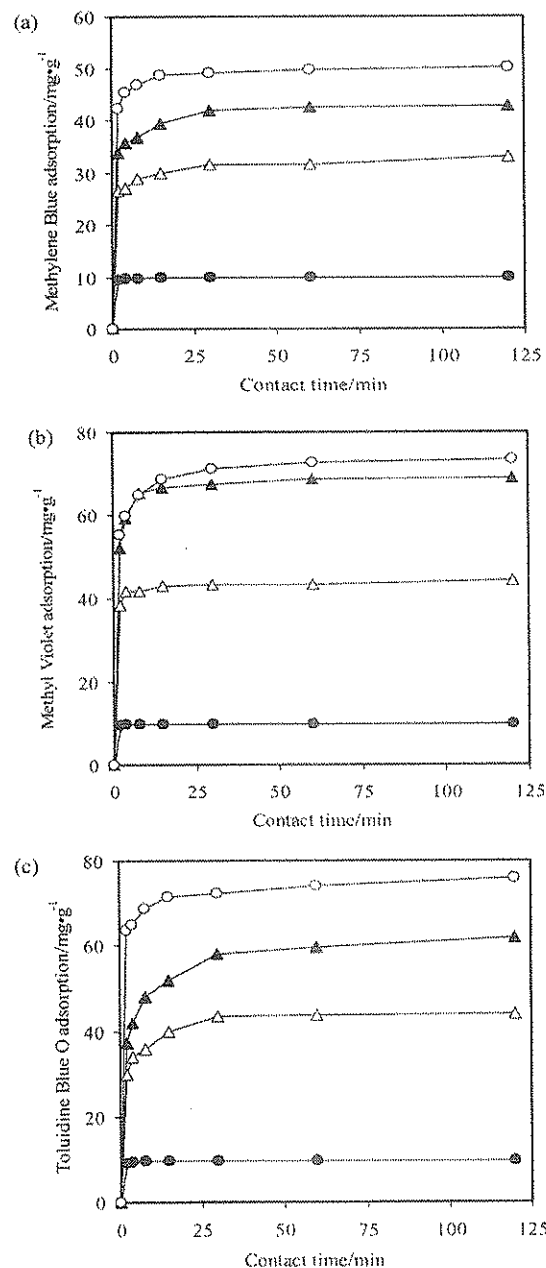 (a)
Methylene Blue adsorption/mg•g⁻¹
60
50
40
30
20
10
0
0 25 50 75 100 125
Contact time/min
(b)
Methyl Violet adsorption/mg•g⁻¹
80
60
40
20
0
0 25 50 75 100 125
Contact time/min
(c)
Toluidine Blue O adsorption/mg•g⁻¹
80
60
40
20
0
0 25 50 75 100 125
Contact time/min